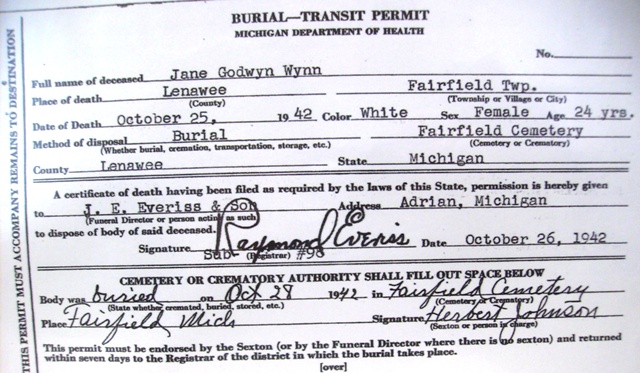 BURIAL—TRANSIT PERMIT
MICHIGAN DEPARTMENT OF HEALTH
No.
Full name of deceased Jane Godwyn Wynn
Place of death Lenawee Fairfield Twp.
(County) (Township or Village or City)
Date of Death October 25, 1942 Color White Sex Female Age 24 yrs.
Method of disposal Burial Fairfield Cemetery
(Whether burial, cremation, transportation, storage, etc.) (Cemetery or Crematory)
County Lenawee State Michigan
A certificate of death having been filed as required by the laws of this State, permission is hereby given
to J. E. Everiss & Son Address Adrian, Michigan
(Funeral Director or person acting as such)
to dispose of body of said deceased.
Signature Raymond Everiss Date October 26, 1942
Sub- (Registrar) #98
CEMETERY OR CREMATORY AUTHORITY SHALL FILL OUT SPACE BELOW
Body was buried on Oct 28 1942 in Fairfield Cemetery
(State whether cremated, buried, stored, etc.) (Cemetery or Crematory)
Place Fairfield Mich Signature Herbert Johnson
(Sexton or person in charge)
This permit must be endorsed by the Sexton (or by the Funeral Director where there is no sexton) and returned
within seven days to the Registrar of the district in which the burial takes place.
[over]
THIS PERMIT MUST ACCOMPANY REMAINS TO DESTINATION